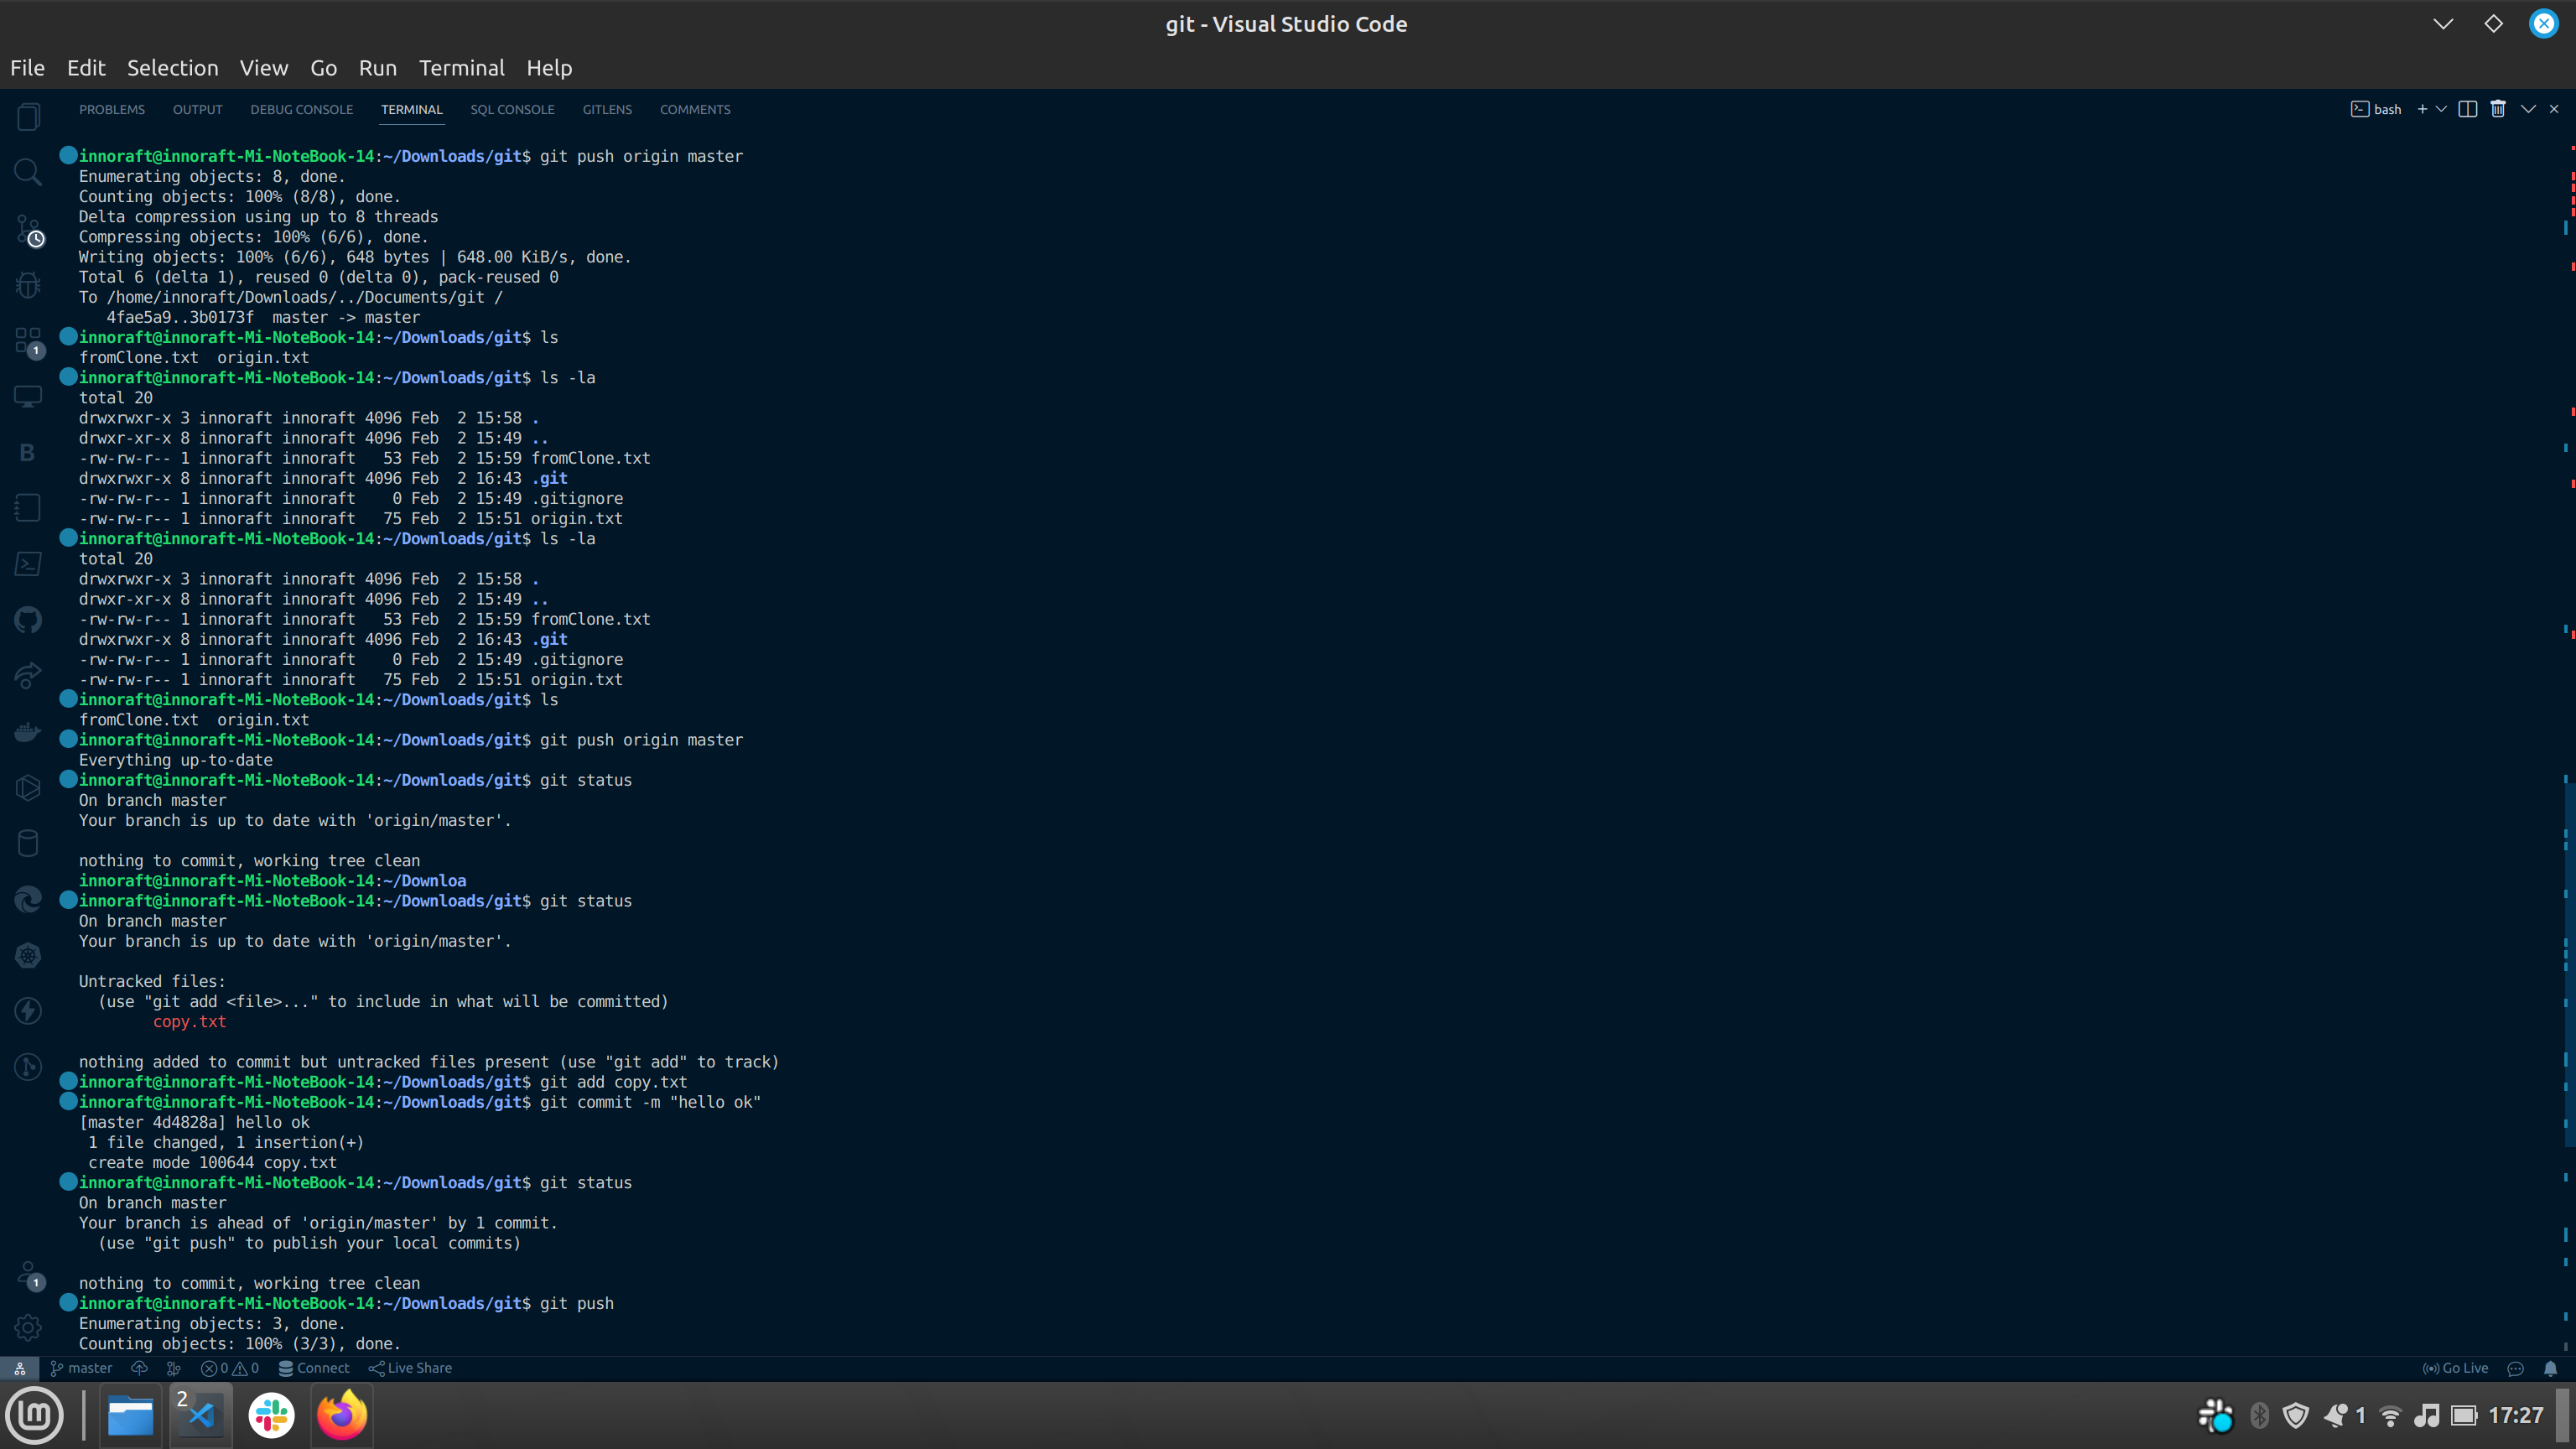 git - Visual Studio Code
File Edit Selection View Go Run Terminal Help
PROBLEMS OUTPUT DEBUG CONSOLE TERMINAL SQL CONSOLE GITLENS COMMENTS bash
innoraft@innoraft-Mi-NoteBook-14:~/Downloads/git$ git push origin master
Enumerating objects: 8, done.
Counting objects: 100% (8/8), done.
Delta compression using up to 8 threads
Compressing objects: 100% (6/6), done.
Writing objects: 100% (6/6), 648 bytes | 648.00 KiB/s, done.
Total 6 (delta 1), reused 0 (delta 0), pack-reused 0
To /home/innoraft/Downloads/../Documents/git /
   4fae5a9..3b0173f  master -> master
innoraft@innoraft-Mi-NoteBook-14:~/Downloads/git$ ls
fromClone.txt  origin.txt
innoraft@innoraft-Mi-NoteBook-14:~/Downloads/git$ ls -la
total 20
drwxrwxr-x 3 innoraft innoraft 4096 Feb  2 15:58 .
drwxr-xr-x 8 innoraft innoraft 4096 Feb  2 15:49 ..
-rw-rw-r-- 1 innoraft innoraft   53 Feb  2 15:59 fromClone.txt
drwxrwxr-x 8 innoraft innoraft 4096 Feb  2 16:43 .git
-rw-rw-r-- 1 innoraft innoraft    0 Feb  2 15:49 .gitignore
-rw-rw-r-- 1 innoraft innoraft   75 Feb  2 15:51 origin.txt
innoraft@innoraft-Mi-NoteBook-14:~/Downloads/git$ ls -la
total 20
drwxrwxr-x 3 innoraft innoraft 4096 Feb  2 15:58 .
drwxr-xr-x 8 innoraft innoraft 4096 Feb  2 15:49 ..
-rw-rw-r-- 1 innoraft innoraft   53 Feb  2 15:59 fromClone.txt
drwxrwxr-x 8 innoraft innoraft 4096 Feb  2 16:43 .git
-rw-rw-r-- 1 innoraft innoraft    0 Feb  2 15:49 .gitignore
-rw-rw-r-- 1 innoraft innoraft   75 Feb  2 15:51 origin.txt
innoraft@innoraft-Mi-NoteBook-14:~/Downloads/git$ ls
fromClone.txt  origin.txt
innoraft@innoraft-Mi-NoteBook-14:~/Downloads/git$ git push origin master
Everything up-to-date
innoraft@innoraft-Mi-NoteBook-14:~/Downloads/git$ git status
On branch master
Your branch is up to date with 'origin/master'.
nothing to commit, working tree clean
innoraft@innoraft-Mi-NoteBook-14:~/Downloa
innoraft@innoraft-Mi-NoteBook-14:~/Downloads/git$ git status
On branch master
Your branch is up to date with 'origin/master'.
Untracked files:
  (use "git add <file>..." to include in what will be committed)
        copy.txt
nothing added to commit but untracked files present (use "git add" to track)
innoraft@innoraft-Mi-NoteBook-14:~/Downloads/git$ git add copy.txt
innoraft@innoraft-Mi-NoteBook-14:~/Downloads/git$ git commit -m "hello ok"
[master 4d4828a] hello ok
 1 file changed, 1 insertion(+)
 create mode 100644 copy.txt
innoraft@innoraft-Mi-NoteBook-14:~/Downloads/git$ git status
On branch master
Your branch is ahead of 'origin/master' by 1 commit.
  (use "git push" to publish your local commits)
nothing to commit, working tree clean
innoraft@innoraft-Mi-NoteBook-14:~/Downloads/git$ git push
Enumerating objects: 3, done.
Counting objects: 100% (3/3), done.
master 0 0 Connect Live Share Go Live
2 1 17:27